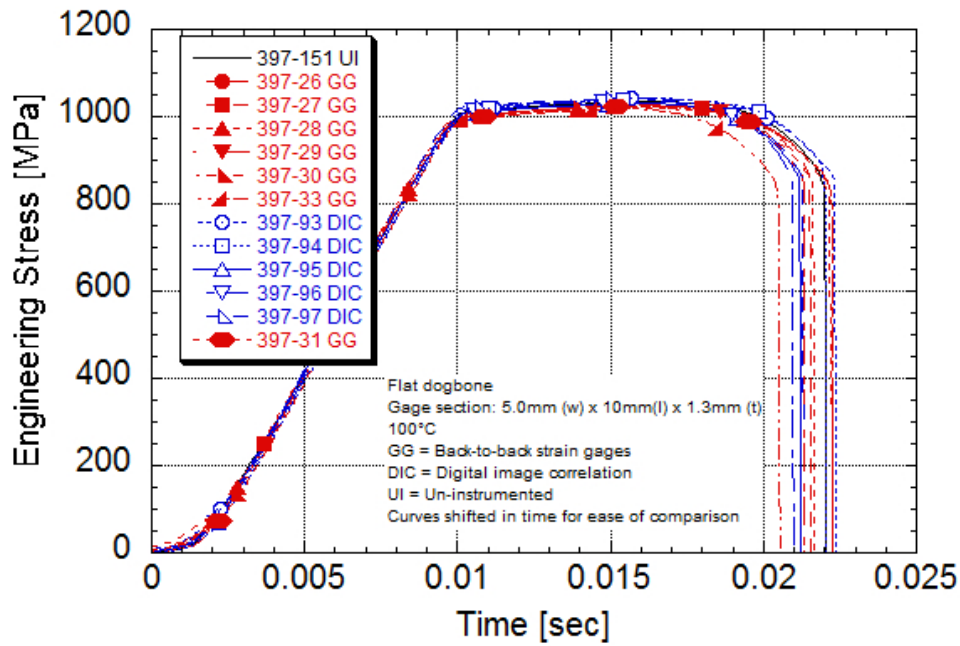 1200
1000
800
600
400
200
0
Engineering Stress [MPa]
397-151 UI
397-26 GG
397-27 GG
397-28 GG
397-29 GG
397-30 GG
397-33 GG
397-93 DIC
397-94 DIC
397-95 DIC
397-96 DIC
397-97 DIC
397-31 GG
Flat dogbone
Gage section: 5.0mm (w) x 10mm(l) x 1.3mm (t)
100°C
GG = Back-to-back strain gages
DIC = Digital image correlation
UI = Un-instrumented
Curves shifted in time for ease of comparison
0 0.005 0.01 0.015 0.02 0.025
Time [sec]